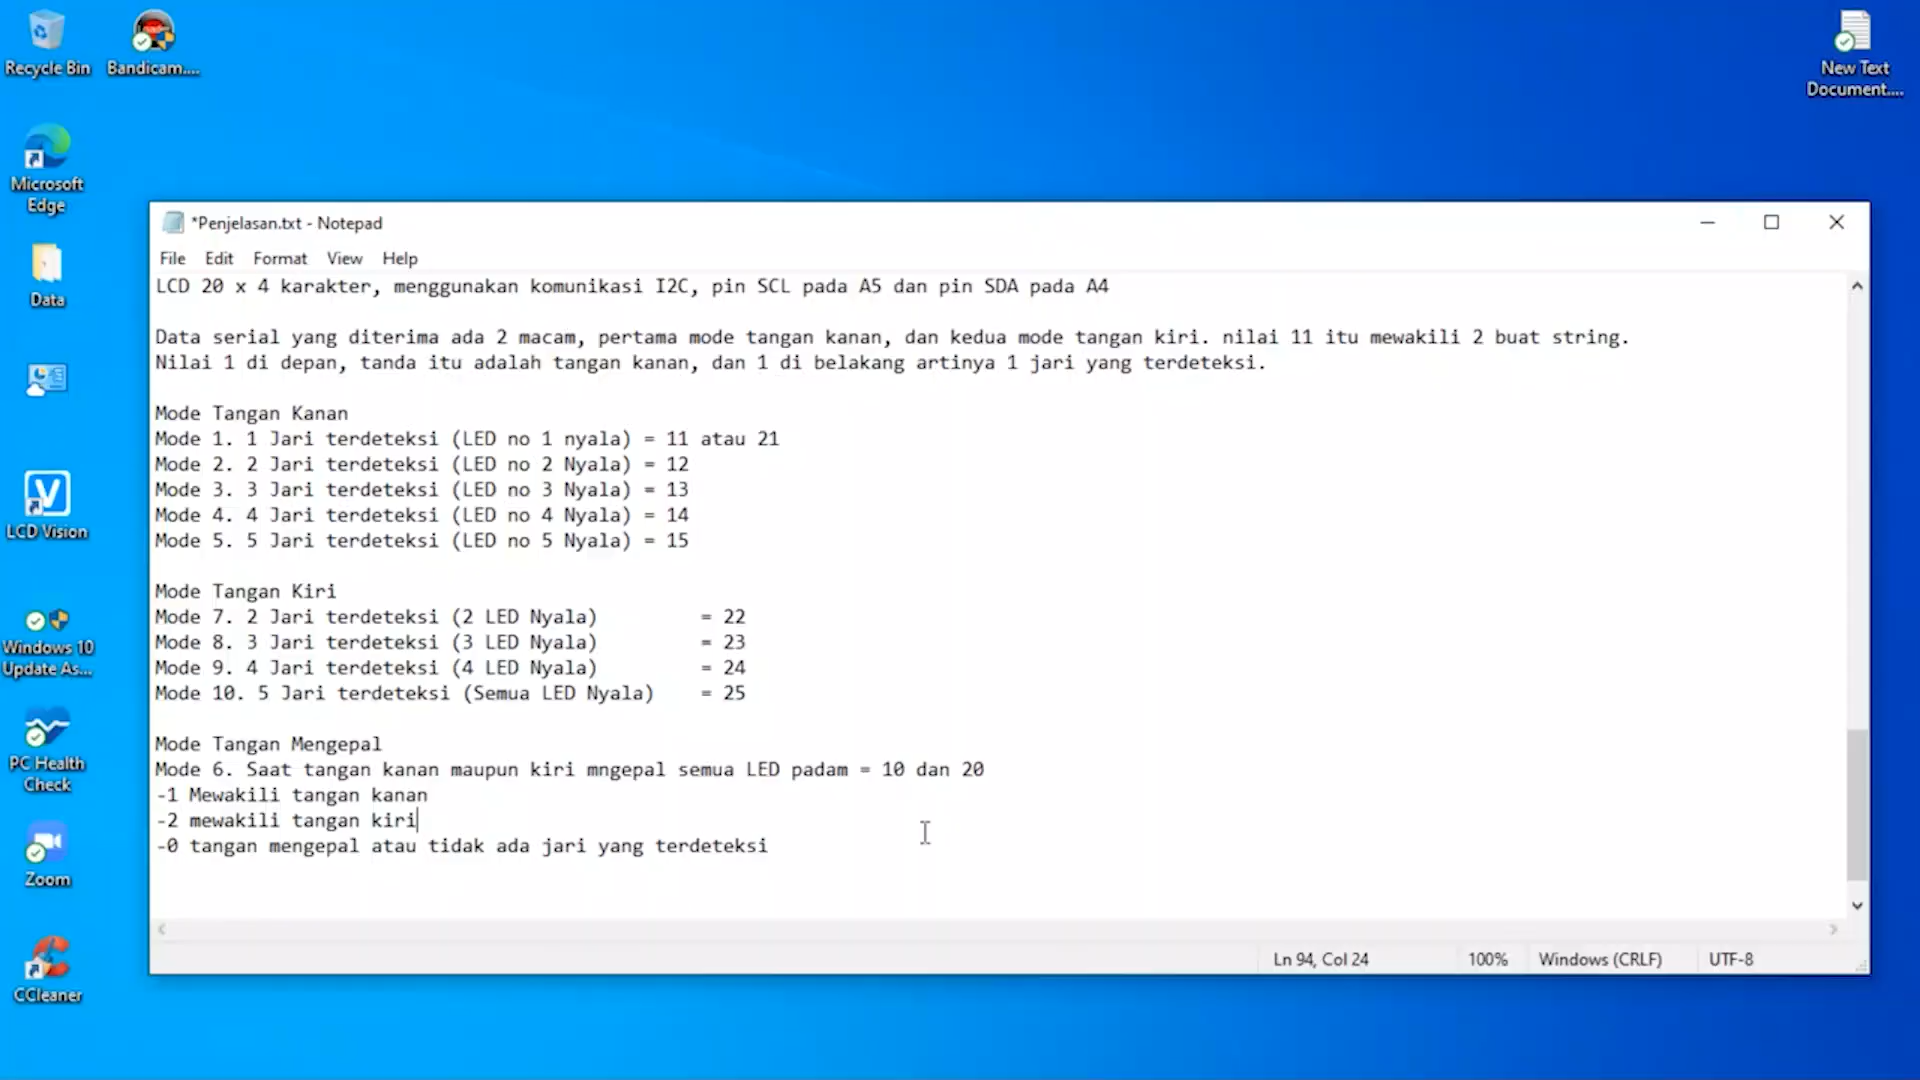 Recycle Bin
Bandicam....
New Text
Document....
Microsoft
Edge
Data
LCD Vision
Windows 10
Update As...
PC Health
Check
Zoom
CCleaner
*Penjelasan.txt - Notepad
File Edit Format View Help
LCD 20 x 4 karakter, menggunakan komunikasi I2C, pin SCL pada A5 dan pin SDA pada A4
Data serial yang diterima ada 2 macam, pertama mode tangan kanan, dan kedua mode tangan kiri. nilai 11 itu mewakili 2 buat string.
Nilai 1 di depan, tanda itu adalah tangan kanan, dan 1 di belakang artinya 1 jari yang terdeteksi.
Mode Tangan Kanan
Mode 1. 1 Jari terdeteksi (LED no 1 nyala) = 11 atau 21
Mode 2. 2 Jari terdeteksi (LED no 2 Nyala) = 12
Mode 3. 3 Jari terdeteksi (LED no 3 Nyala) = 13
Mode 4. 4 Jari terdeteksi (LED no 4 Nyala) = 14
Mode 5. 5 Jari terdeteksi (LED no 5 Nyala) = 15
Mode Tangan Kiri
Mode 7. 2 Jari terdeteksi (2 LED Nyala) = 22
Mode 8. 3 Jari terdeteksi (3 LED Nyala) = 23
Mode 9. 4 Jari terdeteksi (4 LED Nyala) = 24
Mode 10. 5 Jari terdeteksi (Semua LED Nyala) = 25
Mode Tangan Mengepal
Mode 6. Saat tangan kanan maupun kiri mngepal semua LED padam = 10 dan 20
-1 Mewakili tangan kanan
-2 mewakili tangan kiri
-0 tangan mengepal atau tidak ada jari yang terdeteksi
Ln 94, Col 24 100% Windows (CRLF) UTF-8